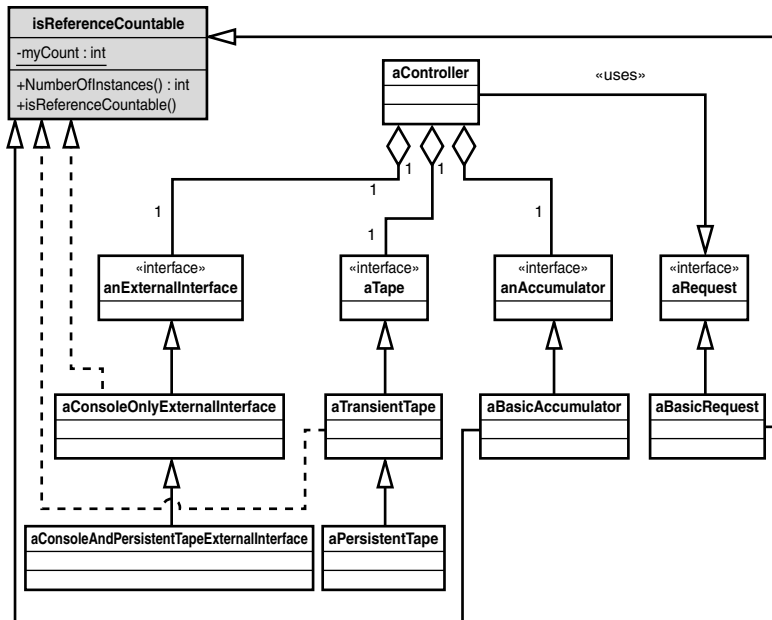 isReferenceCountable
-myCount : int
+NumberOfInstances() : int
+isReferenceCountable()
aController
«uses»
1
1
1
1
1
«interface»
anExternalInterface
«interface»
aTape
«interface»
anAccumulator
«interface»
aRequest
aConsoleOnlyExternalInterface
aTransientTape
aBasicAccumulator
aBasicRequest
aConsoleAndPersistentTapeExternalInterface
aPersistentTape